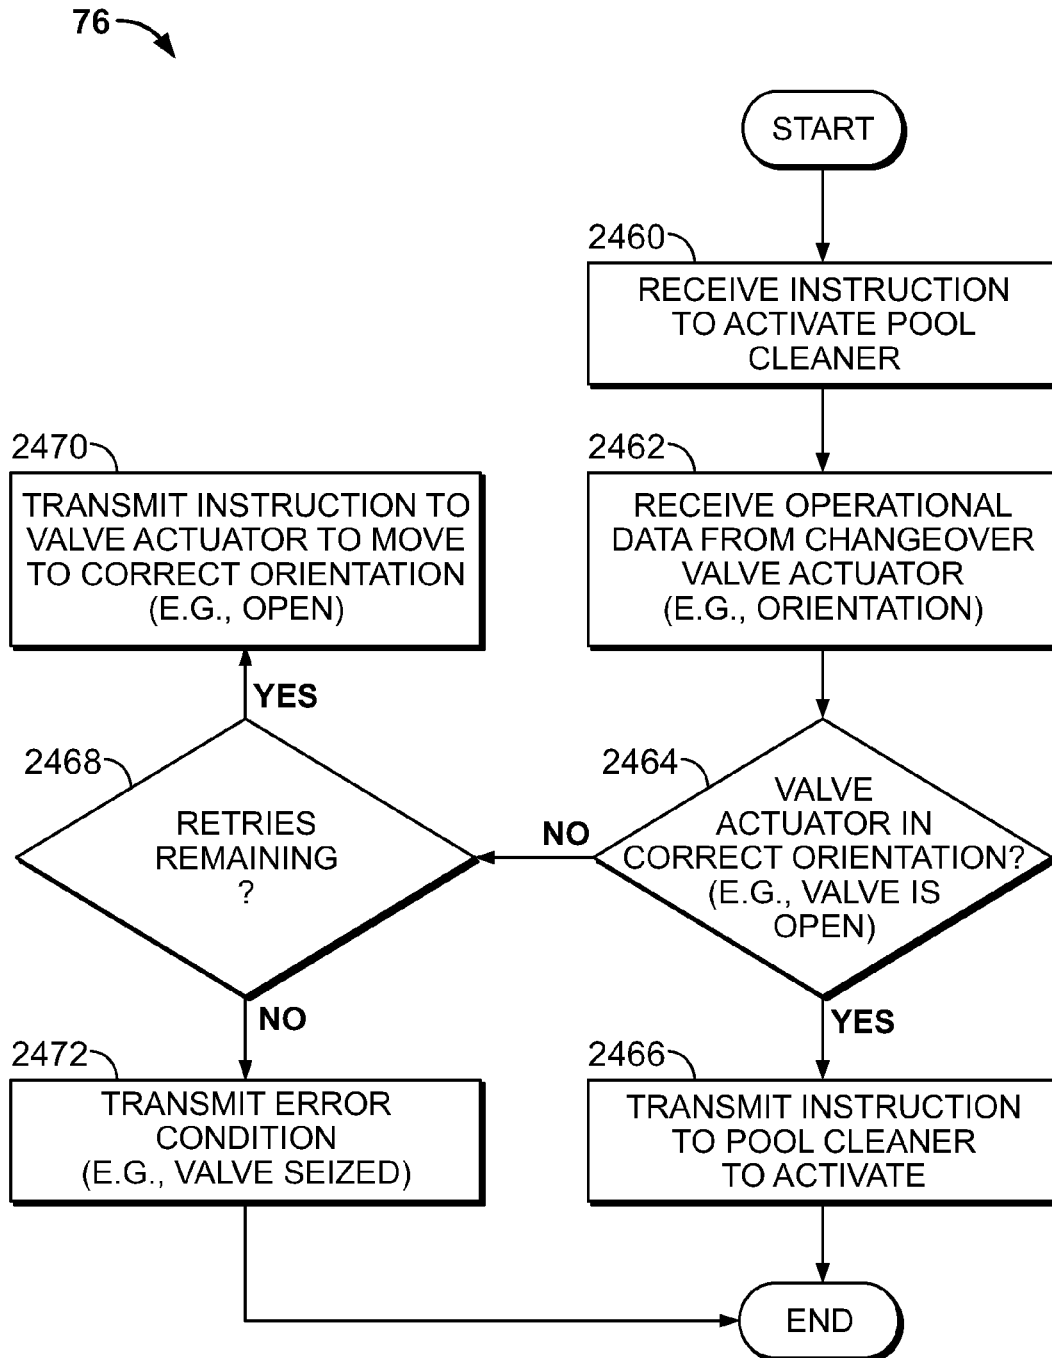 76
START
2460
RECEIVE INSTRUCTION
TO ACTIVATE POOL
CLEANER
2462
RECEIVE OPERATIONAL
DATA FROM CHANGEOVER
VALVE ACTUATOR
(E.G., ORIENTATION)
2464
VALVE
ACTUATOR IN
CORRECT ORIENTATION?
(E.G., VALVE IS
OPEN)
NO
YES
2466
TRANSMIT INSTRUCTION
TO POOL CLEANER
TO ACTIVATE
2468
RETRIES
REMAINING
?
YES
2470
TRANSMIT INSTRUCTION TO
VALVE ACTUATOR TO MOVE
TO CORRECT ORIENTATION
(E.G., OPEN)
NO
2472
TRANSMIT ERROR
CONDITION
(E.G., VALVE SEIZED)
END